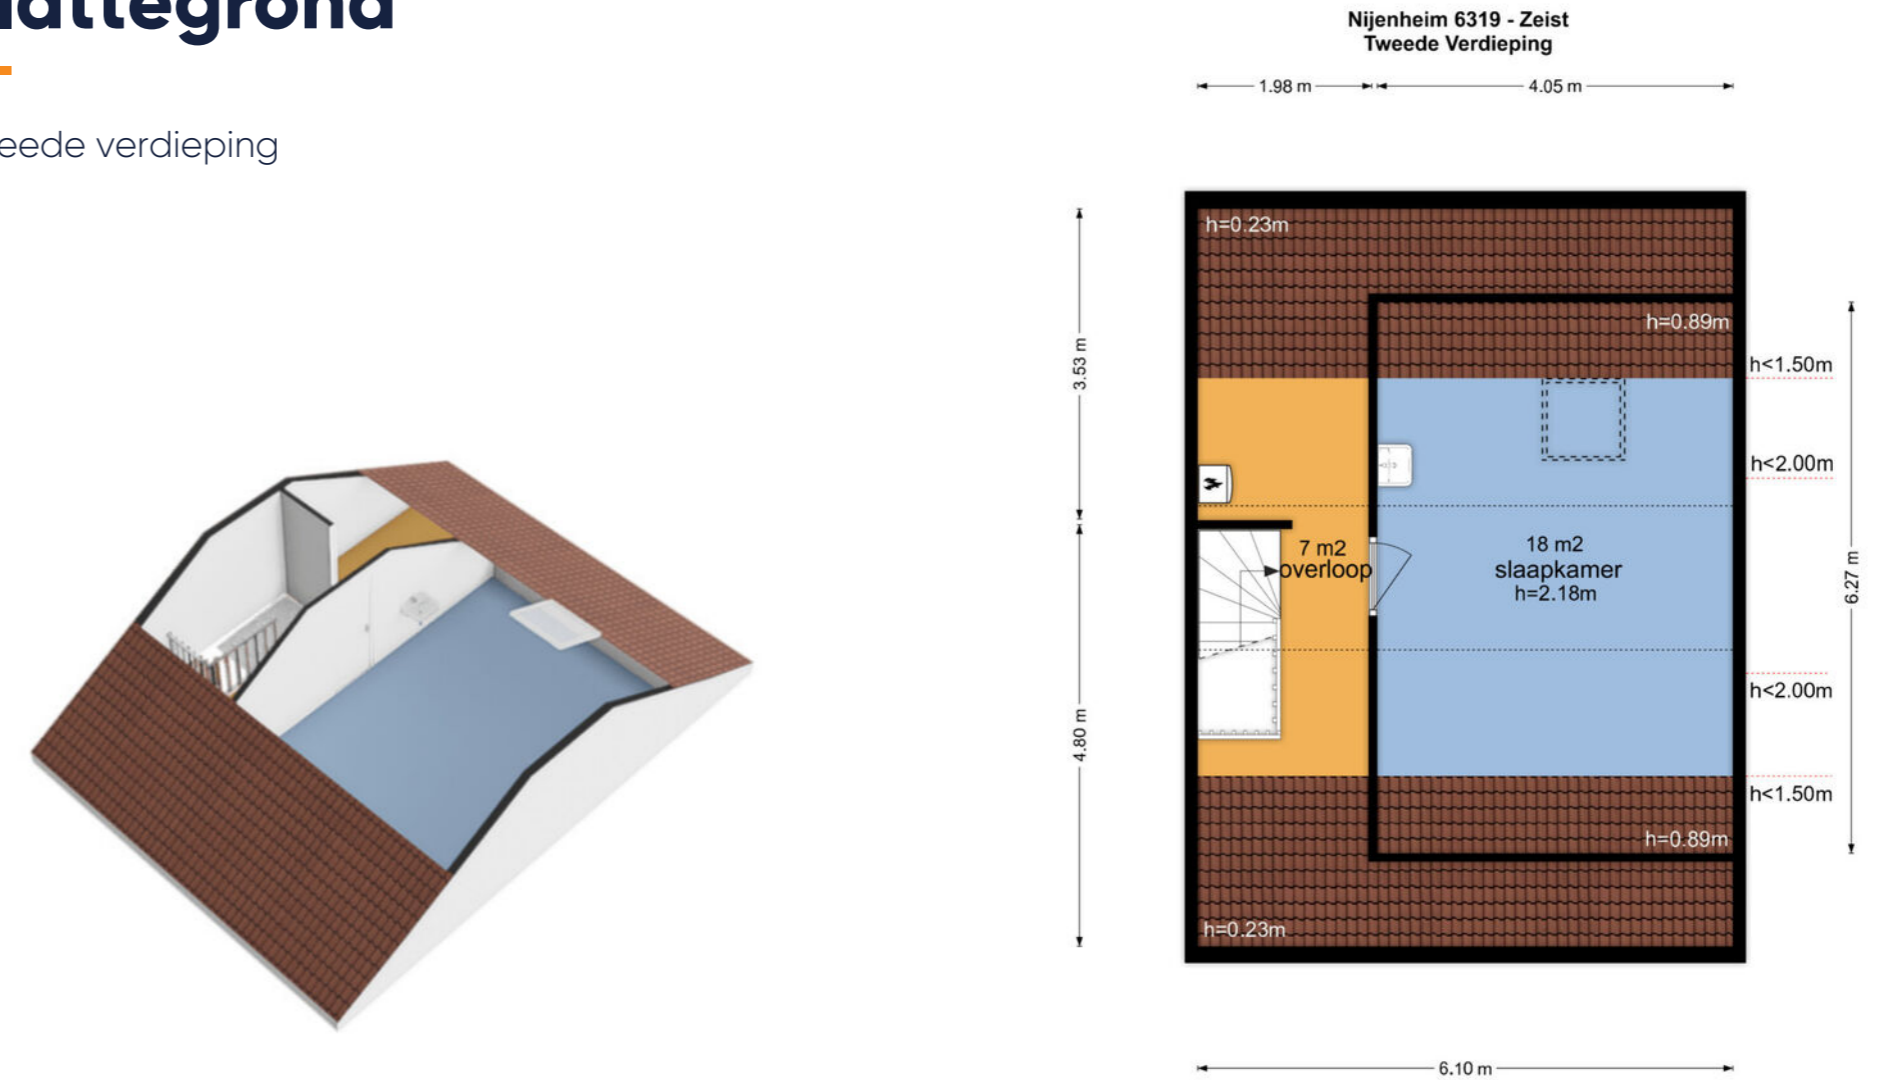 eede verdieping
Nijenheim 6319 - Zeist
Tweede Verdieping
1.98 m
4.05 m
h=0.23m
h=0.89m
h<1.50m
3.53 m
h<2.00m
7 m2
overloop
18 m2
slaapkamer
h=2.18m
6.27 m
h<2.00m
4.80 m
h<1.50m
h=0.89m
h=0.23m
6.10 m